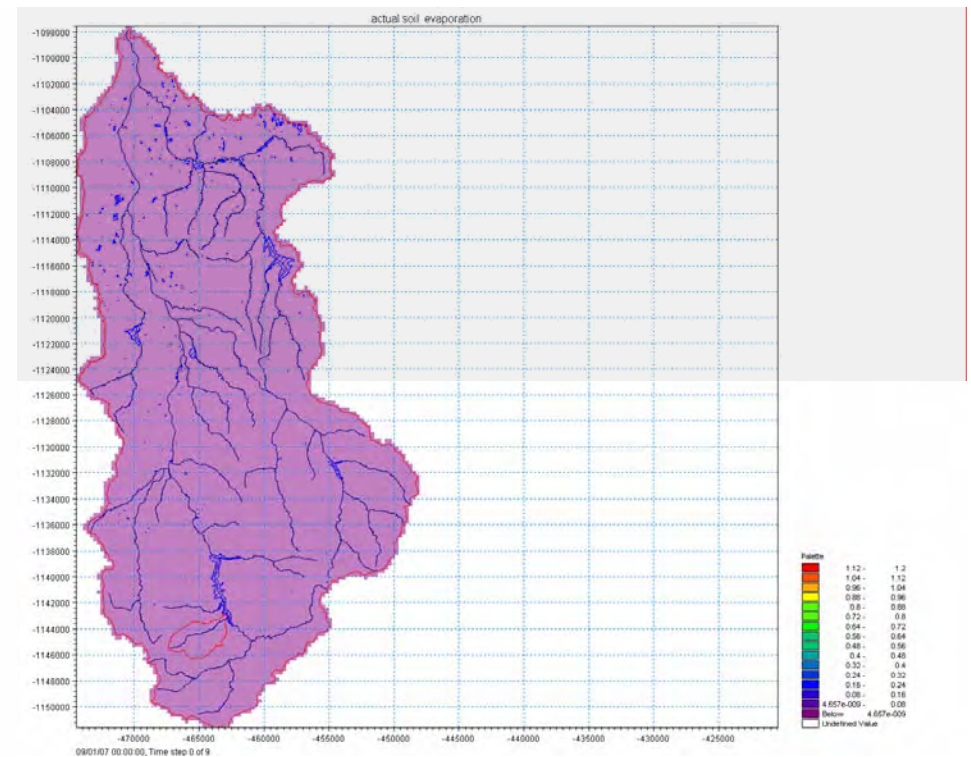 actual soil evaporation
-1098000
-1100000
-1102000
-1104000
-1106000
-1108000
-1110000
-1112000
-1114000
-1116000
-1118000
-1120000
-1122000
-1124000
-1126000
-1128000
-1130000
-1132000
-1134000
-1136000
-1138000
-1140000
-1142000
-1144000
-1146000
-1148000
-1150000
-470000 -465000 -460000 -455000 -450000 -445000 -440000 -435000 -430000 -425000
09/01/07 00:00:00, Time step 0 of 9
Palette
1.12 - 1.2
1.04 - 1.12
0.96 - 1.04
0.88 - 0.96
0.8 - 0.88
0.72 - 0.8
0.64 - 0.72
0.56 - 0.64
0.48 - 0.56
0.4 - 0.48
0.32 - 0.4
0.24 - 0.32
0.16 - 0.24
0.08 - 0.16
4.657e-009 - 0.08
Below 4.657e-009
Undefined Value